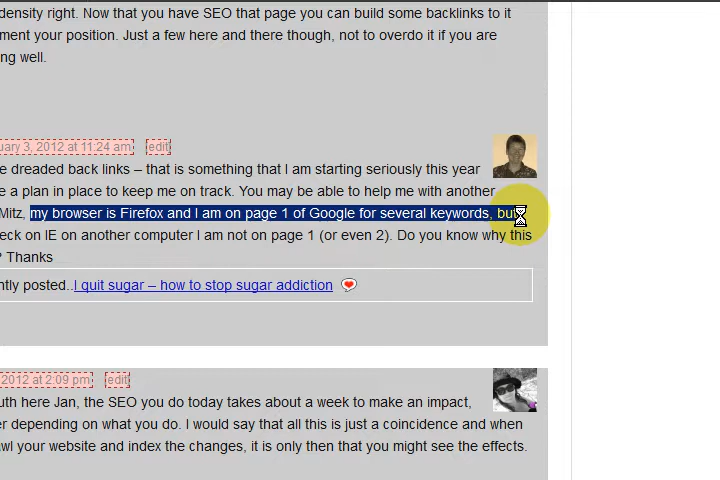 density right. Now that you have SEO that page you can build some backlinks to it
ment your position. Just a few here and there though, not to overdo it if you are
ng well.
uary 3, 2012 at 11:24 am edit
e dreaded back links – that is something that I am starting seriously this year
e a plan in place to keep me on track. You may be able to help me with another
Mitz, my browser is Firefox and I am on page 1 of Google for several keywords, but
eck on IE on another computer I am not on page 1 (or even 2). Do you know why this
? Thanks
ntly posted..I quit sugar – how to stop sugar addiction
2012 at 2:09 pm edit
uth here Jan, the SEO you do today takes about a week to make an impact,
er depending on what you do. I would say that all this is just a coincidence and when
awl your website and index the changes, it is only then that you might see the effects.